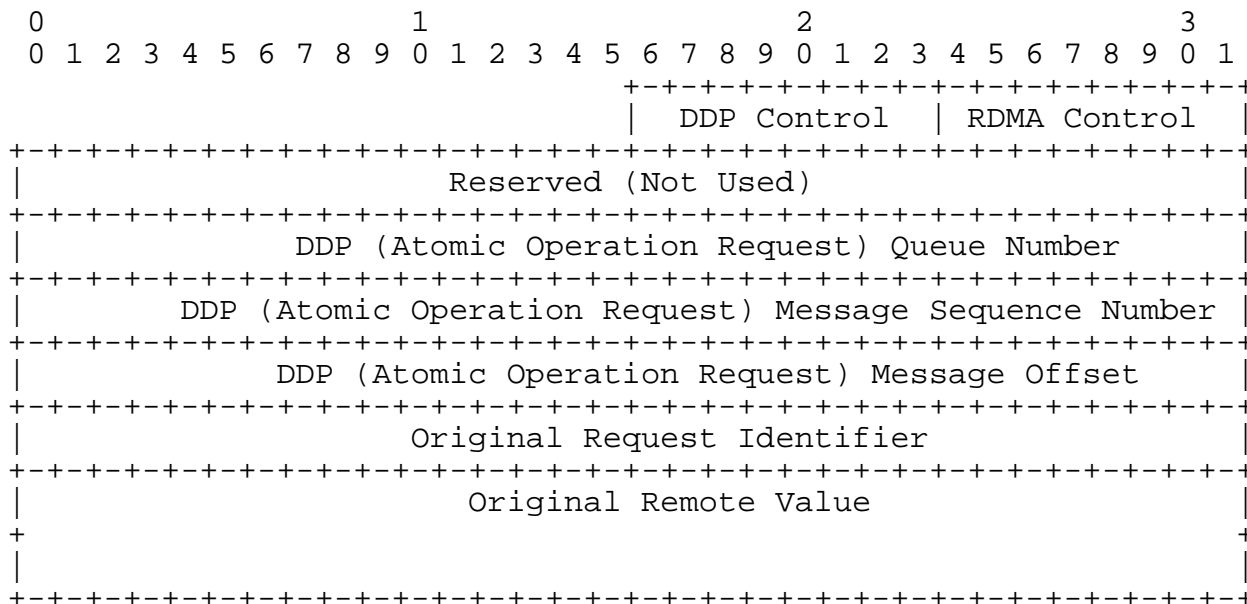 0                   1                   2                   3
 0 1 2 3 4 5 6 7 8 9 0 1 2 3 4 5 6 7 8 9 0 1 2 3 4 5 6 7 8 9 0 1
                                +-+-+-+-+-+-+-+-+-+-+-+-+-+-+-+-+
                                |  DDP Control  | RDMA Control  |
+-+-+-+-+-+-+-+-+-+-+-+-+-+-+-+-+-+-+-+-+-+-+-+-+-+-+-+-+-+-+-+-+
|                      Reserved (Not Used)                      |
+-+-+-+-+-+-+-+-+-+-+-+-+-+-+-+-+-+-+-+-+-+-+-+-+-+-+-+-+-+-+-+-+
|              DDP (Atomic Operation Request) Queue Number      |
+-+-+-+-+-+-+-+-+-+-+-+-+-+-+-+-+-+-+-+-+-+-+-+-+-+-+-+-+-+-+-+-+
|        DDP (Atomic Operation Request) Message Sequence Number |
+-+-+-+-+-+-+-+-+-+-+-+-+-+-+-+-+-+-+-+-+-+-+-+-+-+-+-+-+-+-+-+-+
|             DDP (Atomic Operation Request) Message Offset     |
+-+-+-+-+-+-+-+-+-+-+-+-+-+-+-+-+-+-+-+-+-+-+-+-+-+-+-+-+-+-+-+-+
|                    Original Request Identifier                |
+-+-+-+-+-+-+-+-+-+-+-+-+-+-+-+-+-+-+-+-+-+-+-+-+-+-+-+-+-+-+-+-+
|                       Original Remote Value                   |
+                                                               +
|                                                               |
+-+-+-+-+-+-+-+-+-+-+-+-+-+-+-+-+-+-+-+-+-+-+-+-+-+-+-+-+-+-+-+-+